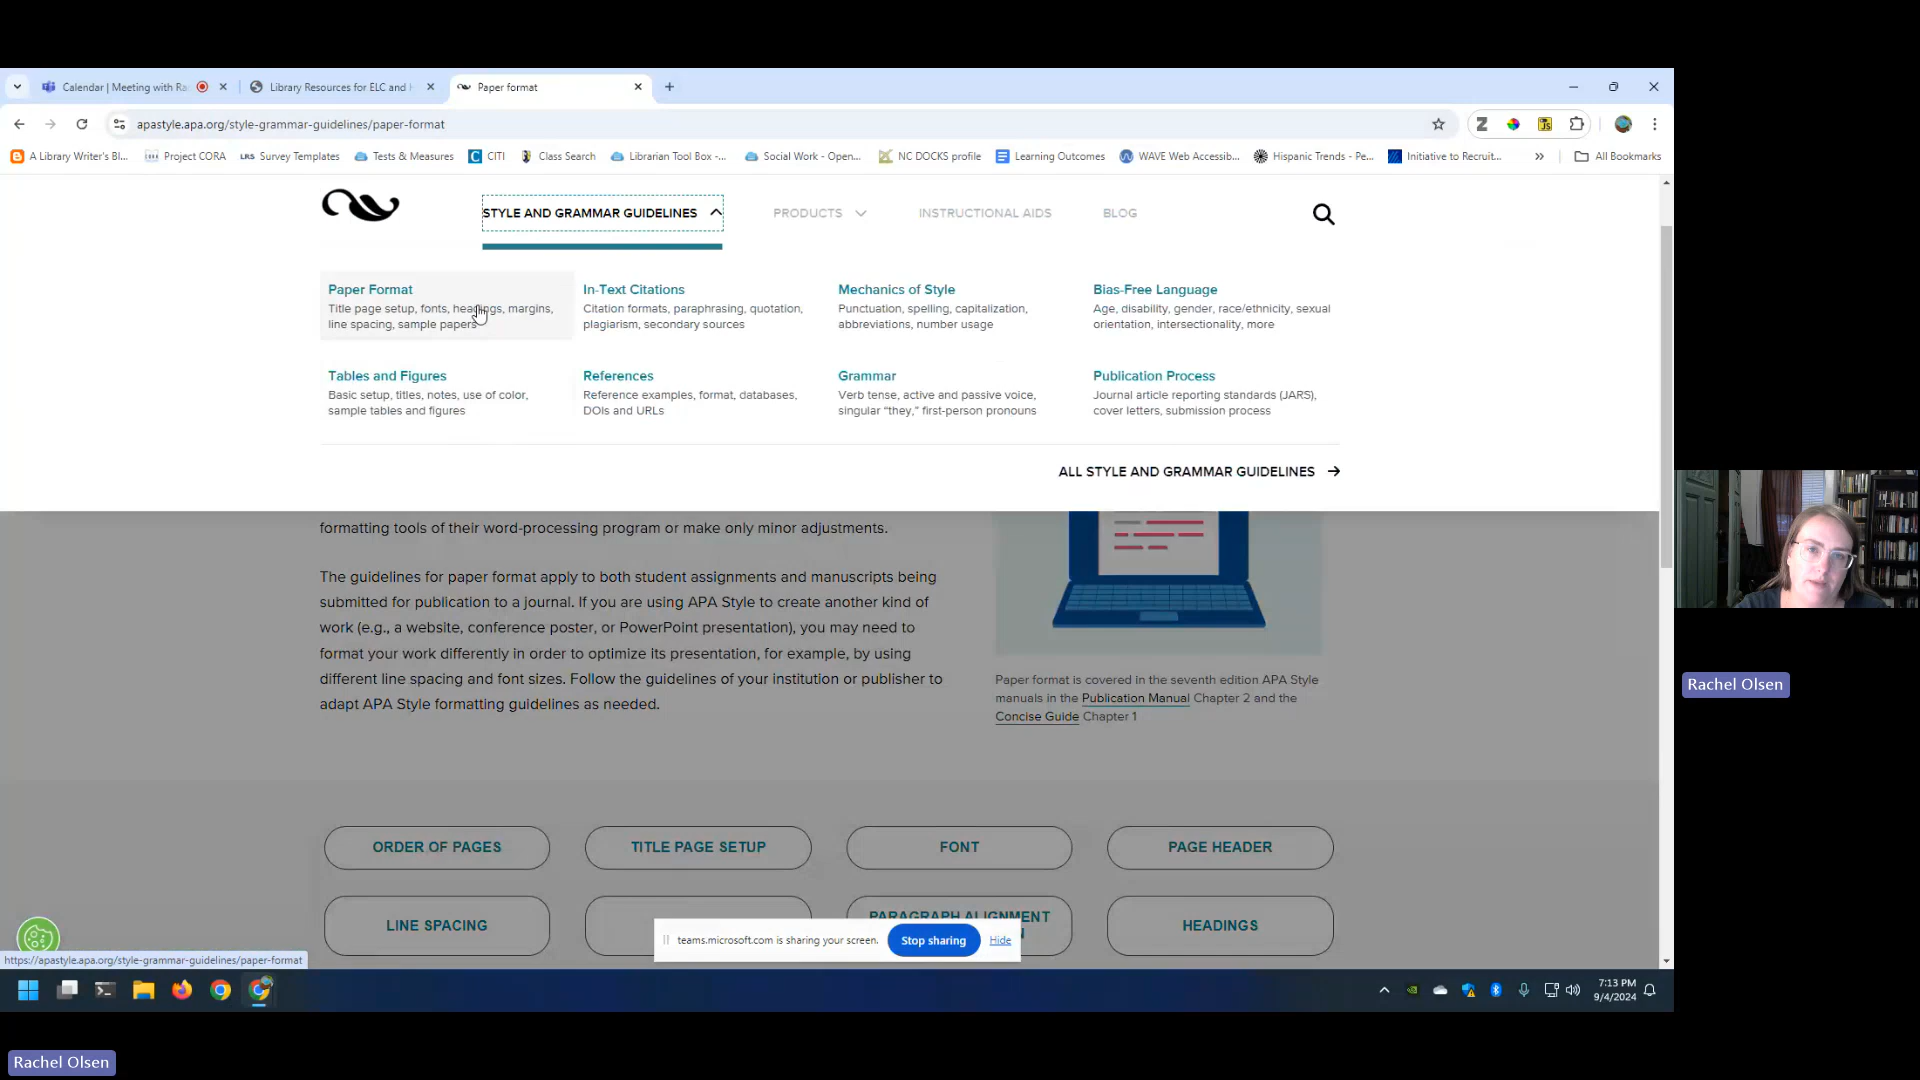 Calendar | Meeting with Ra
Library Resources for ELC and
Paper format
apastyle.apa.org/style-grammar-guidelines/paper-format
A Library Writer's Bl...
Project CORA
LRS Survey Templates
Tests & Measures
CITI
Class Search
Librarian Tool Box -...
Social Work - Open...
NC DOCKS profile
Learning Outcomes
WAVE Web Accessib...
Hispanic Trends - Pe...
Initiative to Recruit...
»
All Bookmarks
STYLE AND GRAMMAR GUIDELINES
PRODUCTS
INSTRUCTIONAL AIDS
BLOG
Paper Format
Title page setup, fonts, headings, margins,
line spacing, sample papers
In-Text Citations
Citation formats, paraphrasing, quotation,
plagiarism, secondary sources
Mechanics of Style
Punctuation, spelling, capitalization,
abbreviations, number usage
Bias-Free Language
Age, disability, gender, race/ethnicity, sexual
orientation, intersectionality, more
Tables and Figures
Basic setup, titles, notes, use of color,
sample tables and figures
References
Reference examples, format, databases,
DOIs and URLs
Grammar
Verb tense, active and passive voice,
singular “they,” first-person pronouns
Publication Process
Journal article reporting standards (JARS),
cover letters, submission process
ALL STYLE AND GRAMMAR GUIDELINES
formatting tools of their word-processing program or make only minor adjustments.
The guidelines for paper format apply to both student assignments and manuscripts being
submitted for publication to a journal. If you are using APA Style to create another kind of
work (e.g., a website, conference poster, or PowerPoint presentation), you may need to
format your work differently in order to optimize its presentation, for example, by using
different line spacing and font sizes. Follow the guidelines of your institution or publisher to
adapt APA Style formatting guidelines as needed.
Paper format is covered in the seventh edition APA Style
manuals in the Publication Manual Chapter 2 and the
Concise Guide Chapter 1
ORDER OF PAGES
TITLE PAGE SETUP
FONT
PAGE HEADER
LINE SPACING
PARAGRAPH ALIGNMENT
HEADINGS
teams.microsoft.com is sharing your screen.
Stop sharing
Hide
https://apastyle.apa.org/style-grammar-guidelines/paper-format
7:13 PM
9/4/2024
Rachel Olsen
Rachel Olsen